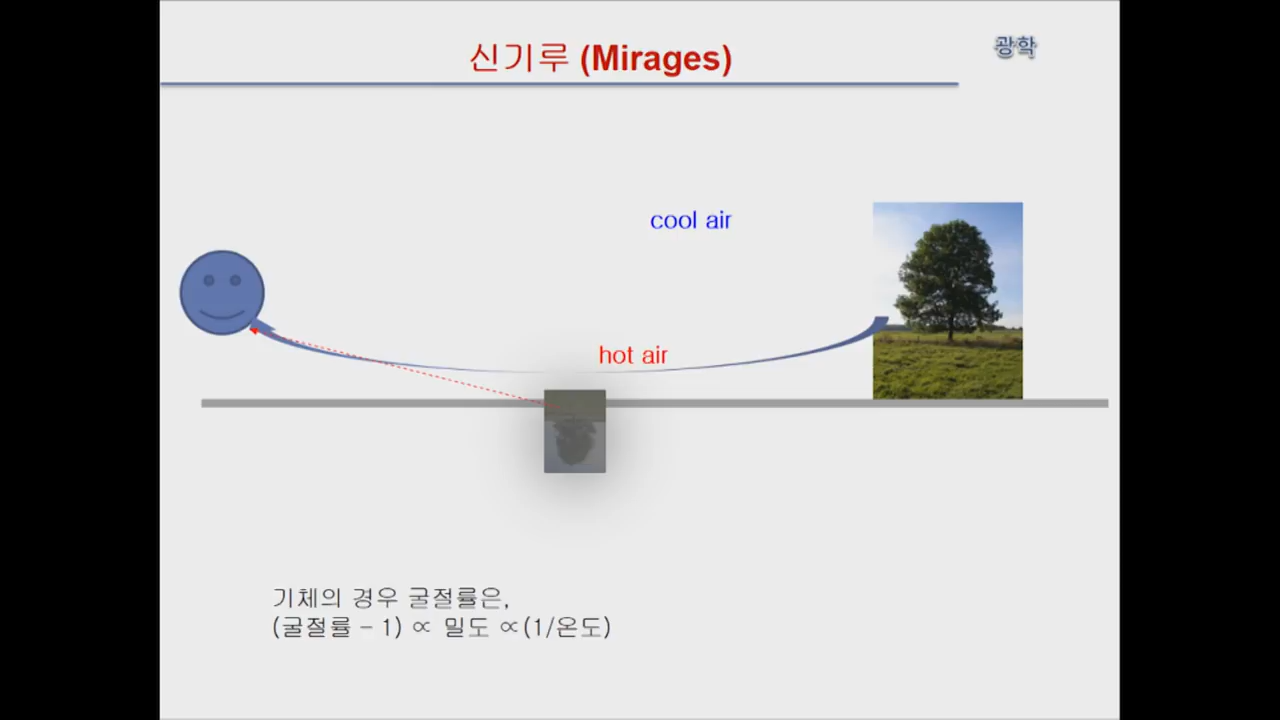 신기루 (Mirages)
광학
cool air
hot air
기체의 경우 굴절률은,
(굴절률 – 1) ∝ 밀도 ∝(1/온도)